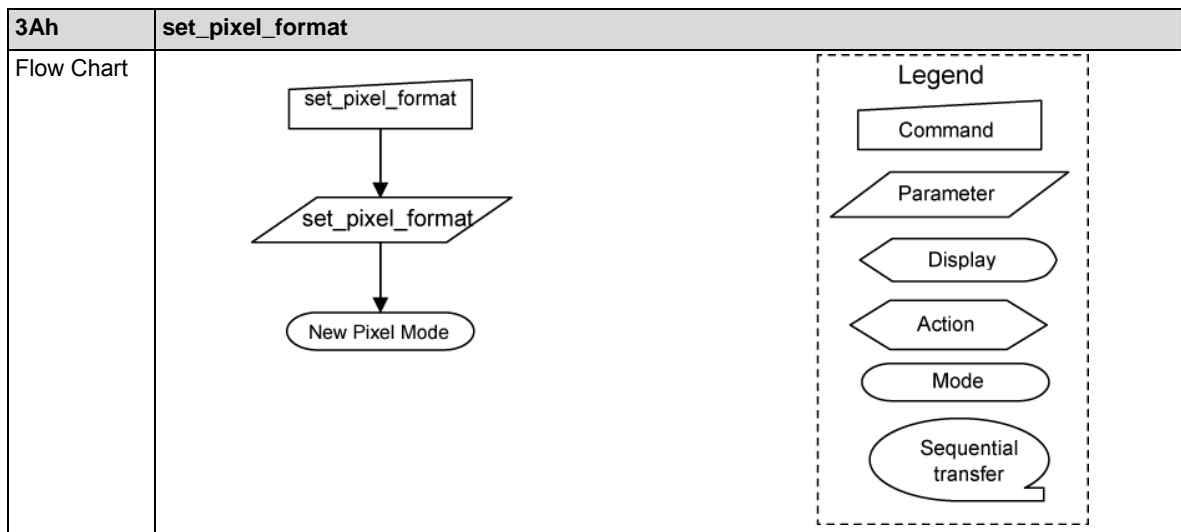 3Ah set_pixel_format
Flow Chart
set_pixel_format
set_pixel_format
New Pixel Mode
Legend
Command
Parameter
Display
Action
Mode
Sequential
transfer